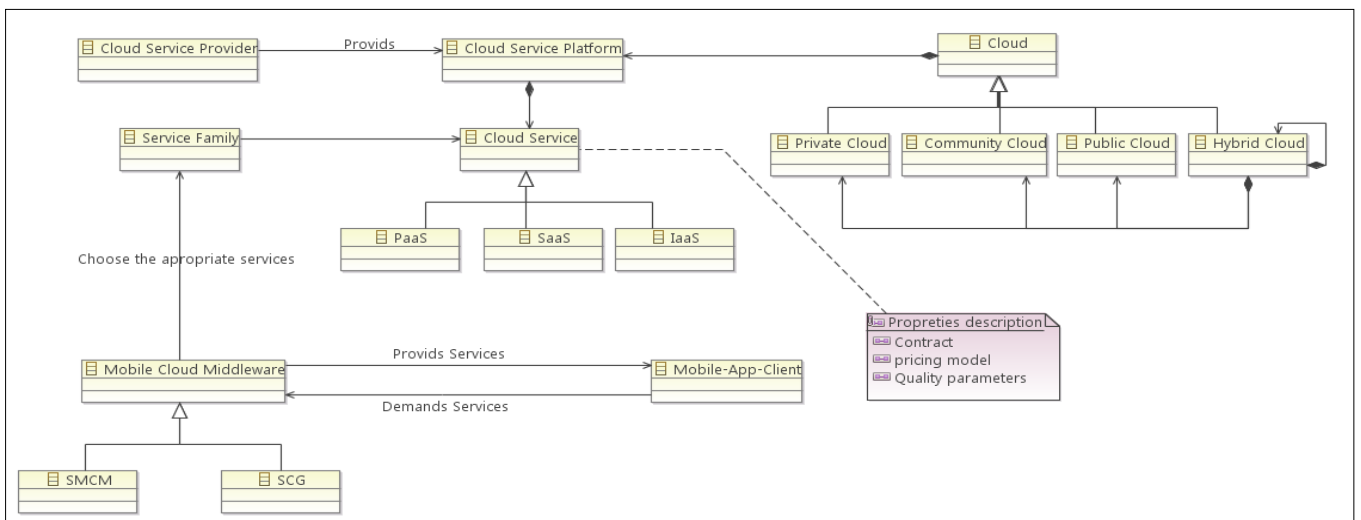 Cloud Service Provider
Provids
Cloud Service Platform
Cloud
Service Family
Cloud Service
Private Cloud
Community Cloud
Public Cloud
Hybrid Cloud
PaaS
SaaS
IaaS
Choose the apropriate services
Propreties description
Contract
pricing model
Quality parameters
Mobile Cloud Middleware
Provids Services
Mobile-App-Client
Demands Services
SMCM
SCG